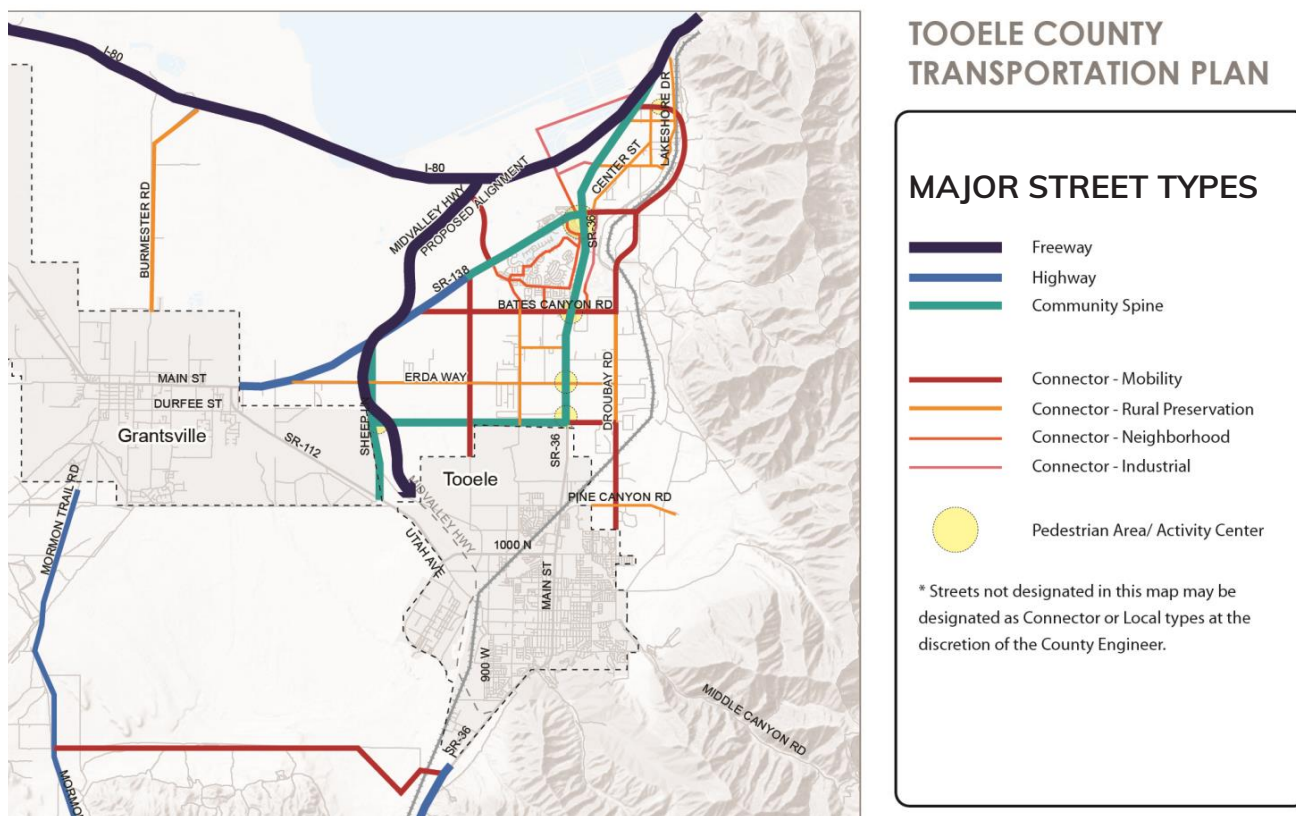 I-80
LAKESHORE DR
BURMESTER RD
I-80
CENTER ST
MIDVALLEY HWY
PROPOSED ALIGNMENT
SR-36
SR-138
BATES CANYON RD
MAIN ST
ERDA WAY
DROUBAY RD
DURFEE ST
Grantsville
SR-112
SR-36
Tooele
MORMON TRAIL RD
PINE CANYON RD
UTAH AVE
1000 N
MAIN ST
900 W
MIDDLE CANYON RD
SR-36
TOOELE COUNTY
TRANSPORTATION PLAN
MAJOR STREET TYPES
Freeway
Highway
Community Spine
Connector - Mobility
Connector - Rural Preservation
Connector - Neighborhood
Connector - Industrial
Pedestrian Area/ Activity Center
* Streets not designated in this map may be
designated as Connector or Local types at the
discretion of the County Engineer.